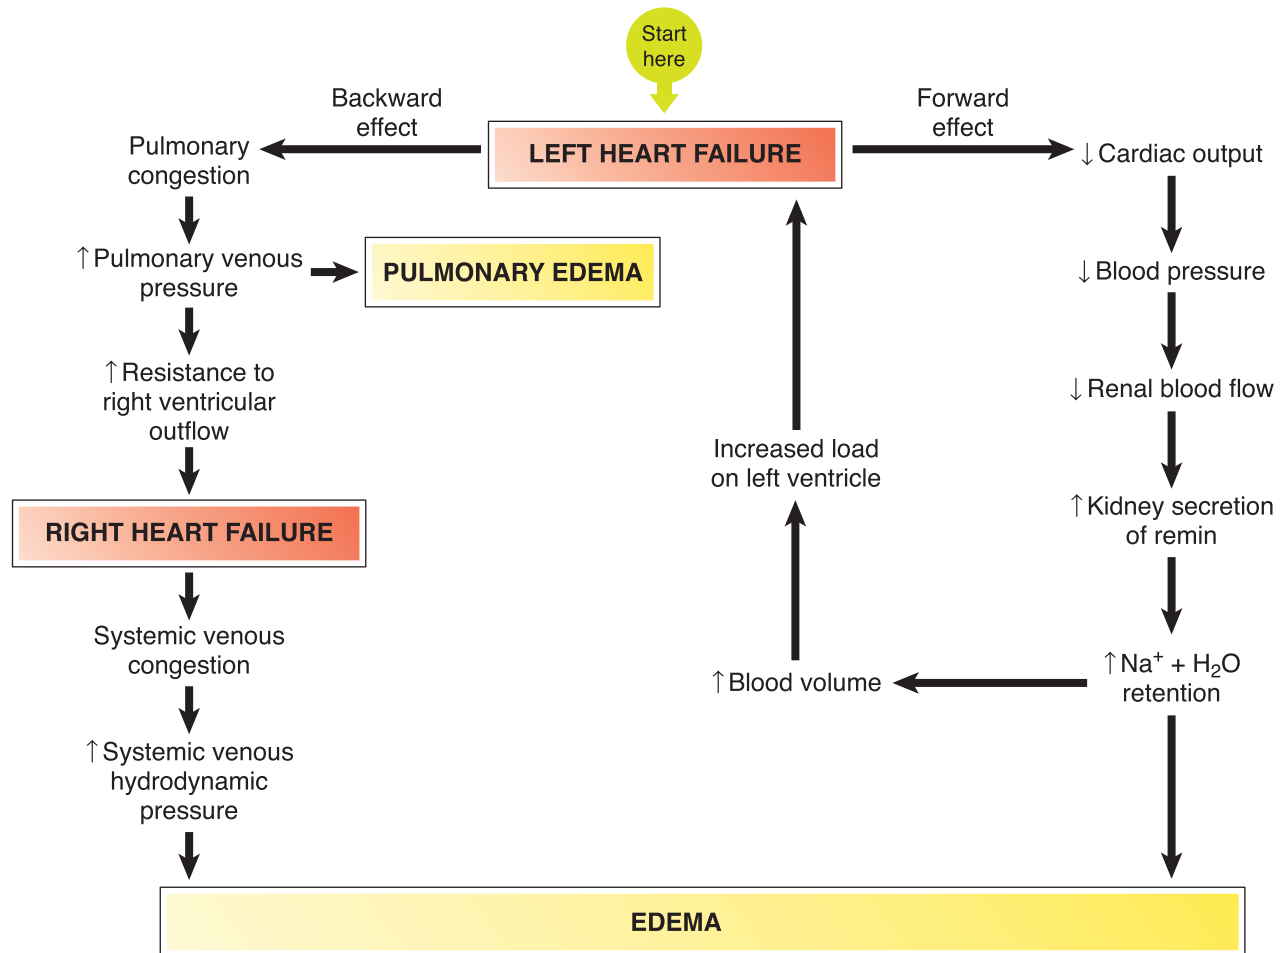 Start
here
Backward
effect
Forward
effect
LEFT HEART FAILURE
Pulmonary
congestion
↑Pulmonary venous
pressure
PULMONARY EDEMA
↑Resistance to
right ventricular
outflow
RIGHT HEART FAILURE
Systemic venous
congestion
↑Systemic venous
hydrodynamic
pressure
↓Cardiac output
↓Blood pressure
↓Renal blood flow
↑Kidney secretion
of remin
↑Na⁺ + H₂O
retention
↑Blood volume
Increased load
on left ventricle
EDEMA